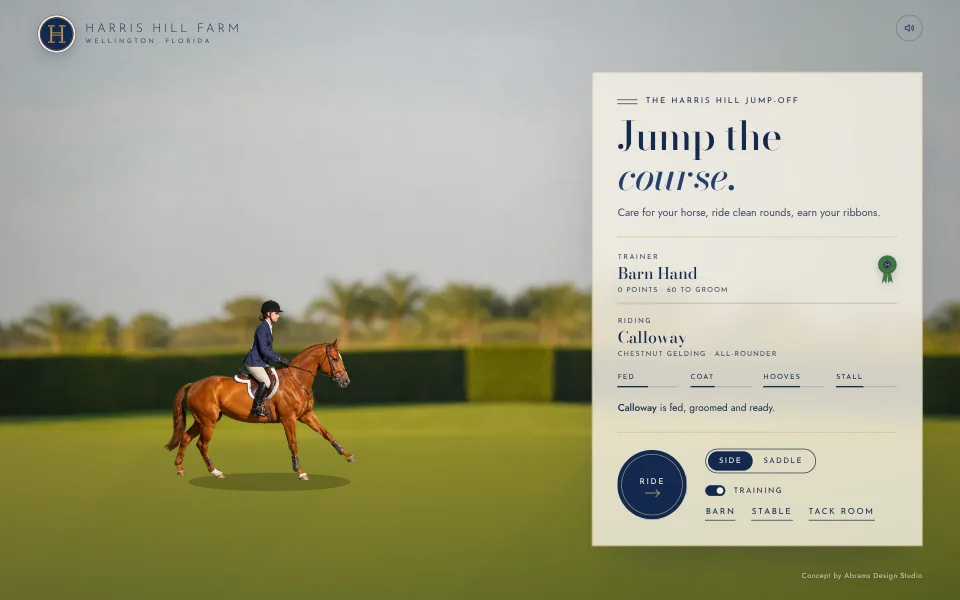 H
HARRIS HILL FARM
WELLINGTON, FLORIDA
THE HARRIS HILL JUMP-OFF
Jump the
course.
Care for your horse, ride clean rounds, earn your ribbons.
TRAINER
Barn Hand
0 POINTS · 60 TO GROOM
RIDING
Calloway
CHESTNUT GELDING · ALL-ROUNDER
FED COAT HOOVES STALL
Calloway is fed, groomed and ready.
RIDE →
SIDE SADDLE
TRAINING
BARN STABLE TACK ROOM
Concept by Abrams Design Studio